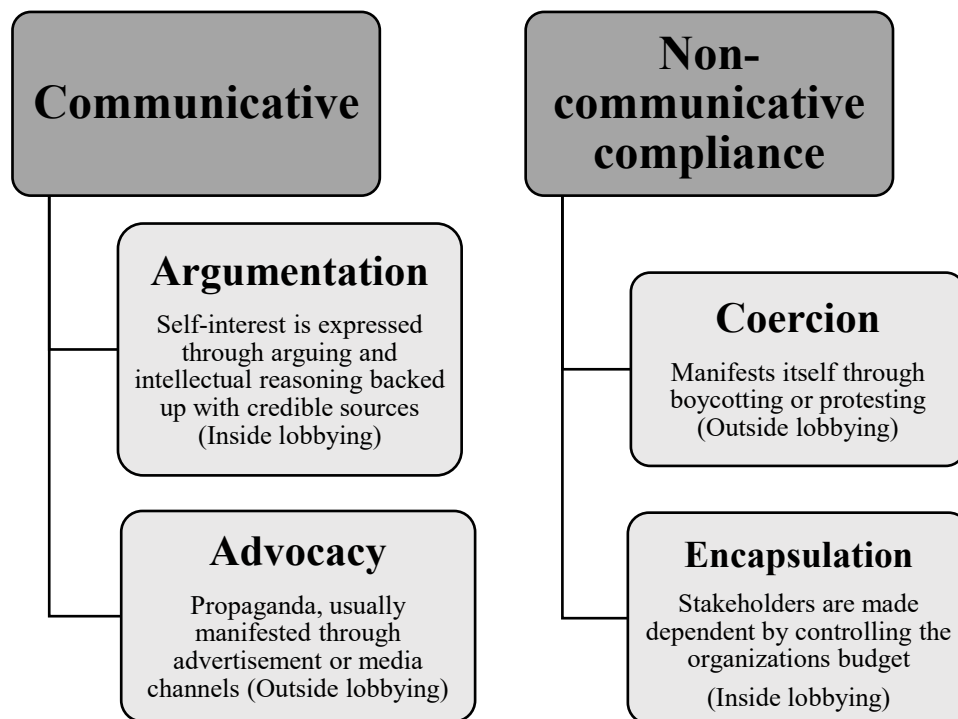 Communicative
Argumentation
Self-interest is expressed
through arguing and
intellectual reasoning backed
up with credible sources
(Inside lobbying)
Advocacy
Propaganda, usually
manifested through
advertisement or media
channels (Outside lobbying)
Non-
communicative
compliance
Coercion
Manifests itself through
boycotting or protesting
(Outside lobbying)
Encapsulation
Stakeholders are made
dependent by controlling the
organizations budget
(Inside lobbying)